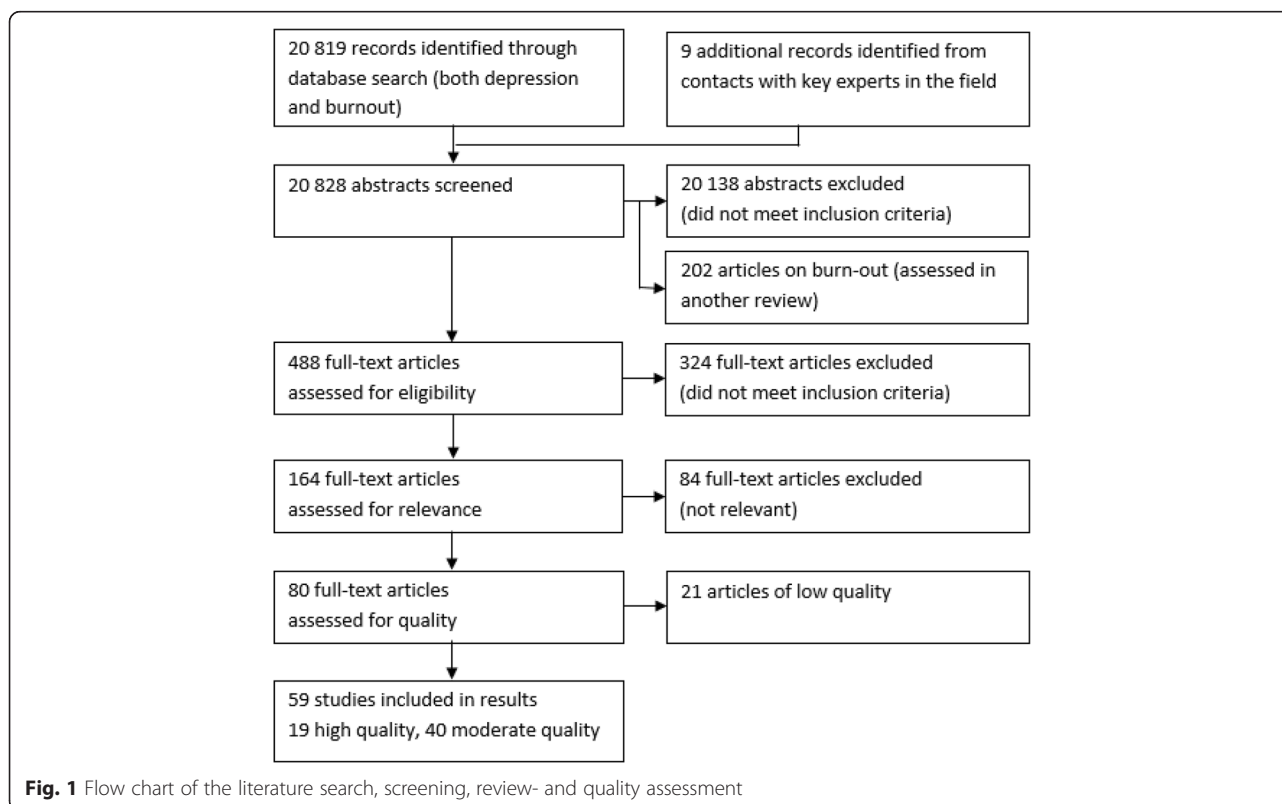 20 819 records identified through
database search (both depression
and burnout)
9 additional records identified from
contacts with key experts in the field
20 828 abstracts screened
20 138 abstracts excluded
(did not meet inclusion criteria)
202 articles on burn-out (assessed in
another review)
488 full-text articles
assessed for eligibility
324 full-text articles excluded
(did not meet inclusion criteria)
164 full-text articles
assessed for relevance
84 full-text articles excluded
(not relevant)
80 full-text articles
assessed for quality
21 articles of low quality
59 studies included in results
19 high quality, 40 moderate quality
Fig. 1 Flow chart of the literature search, screening, review- and quality assessment